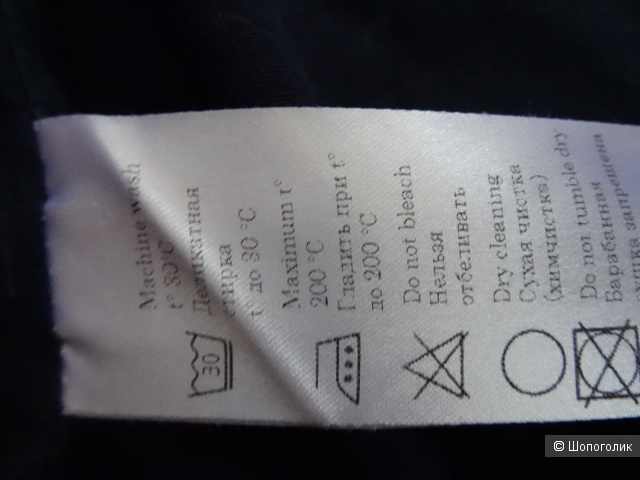 Machine wash
t° 30°C
Деликатная
стирка
t° до 30 °C
30
Maximum t°
200 °C
Гладить при t°
до 200 °C
Do not bleach
Нельзя
отбеливать
Dry cleaning
Сухая чистка
(химчистка)
Do not tumble dry
Барабанная
запрещена
© Шопоголик